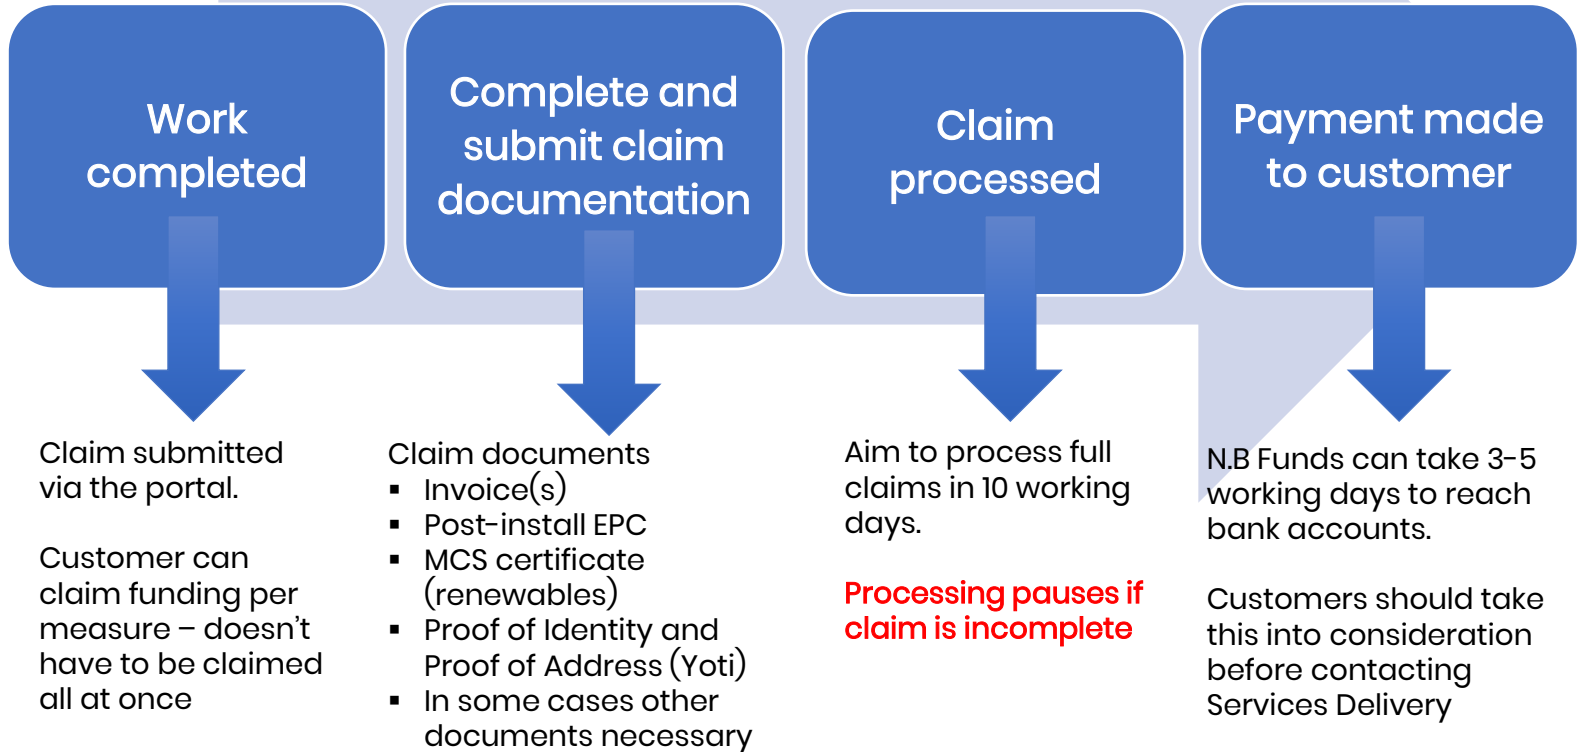 Work
completed
Complete and
submit claim
documentation
Claim
processed
Payment made
to customer
Claim submitted
via the portal.
Customer can
claim funding per
measure – doesn't
have to be claimed
all at once
Claim documents
▪ Invoice(s)
▪ Post-install EPC
▪ MCS certificate
(renewables)
▪ Proof of Identity and
Proof of Address (Yoti)
▪ In some cases other
documents necessary
Aim to process full
claims in 10 working
days.
Processing pauses if
claim is incomplete
N.B Funds can take 3-5
working days to reach
bank accounts.
Customers should take
this into consideration
before contacting
Services Delivery